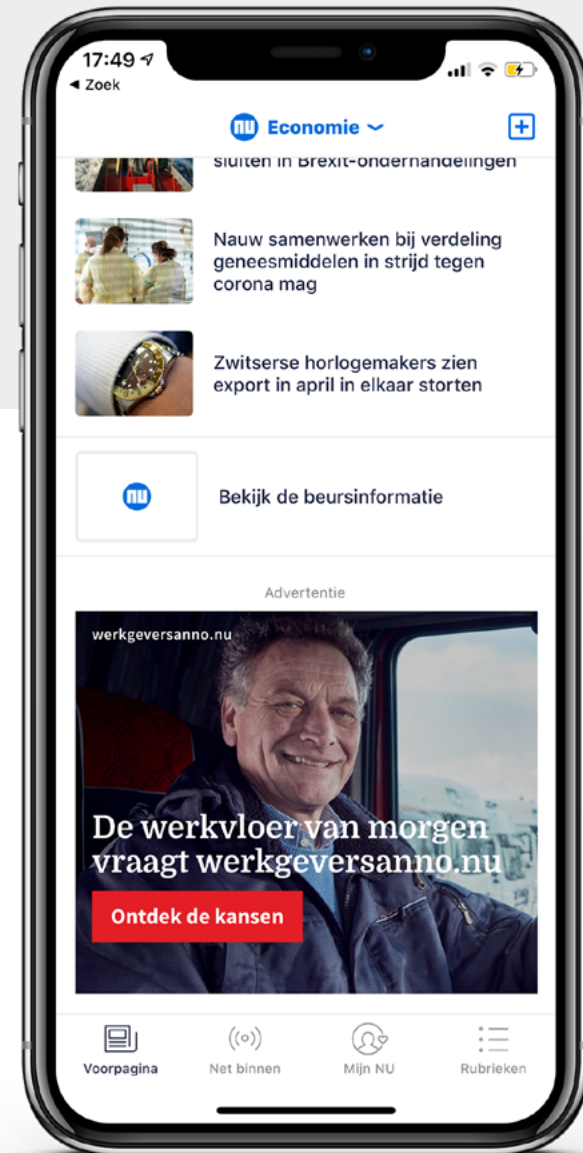 17:49
◀ Zoek
nu Economie
sluiten in Brexit-onderhandelingen
Nauw samenwerken bij verdeling
geneesmiddelen in strijd tegen
corona mag
Zwitserse horlogemakers zien
export in april in elkaar storten
nu
Bekijk de beursinformatie
Advertentie
werkgeversanno.nu
De werkvloer van morgen
vraagt werkgeversanno.nu
Ontdek de kansen
Voorpagina Net binnen Mijn NU Rubrieken